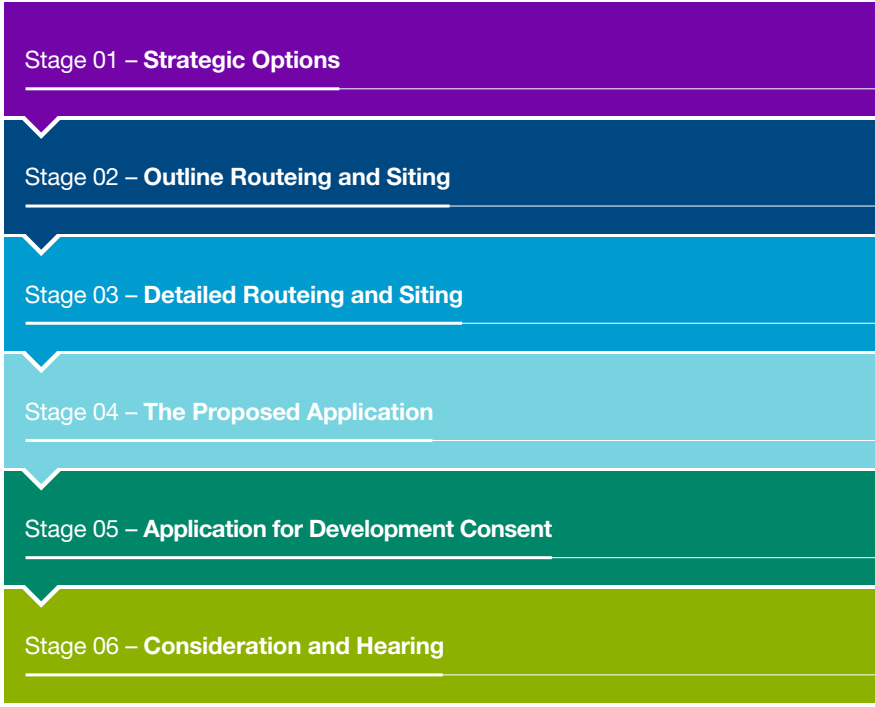 Stage 01 – Strategic Options
Stage 02 – Outline Routeing and Siting
Stage 03 – Detailed Routeing and Siting
Stage 04 – The Proposed Application
Stage 05 – Application for Development Consent
Stage 06 – Consideration and Hearing